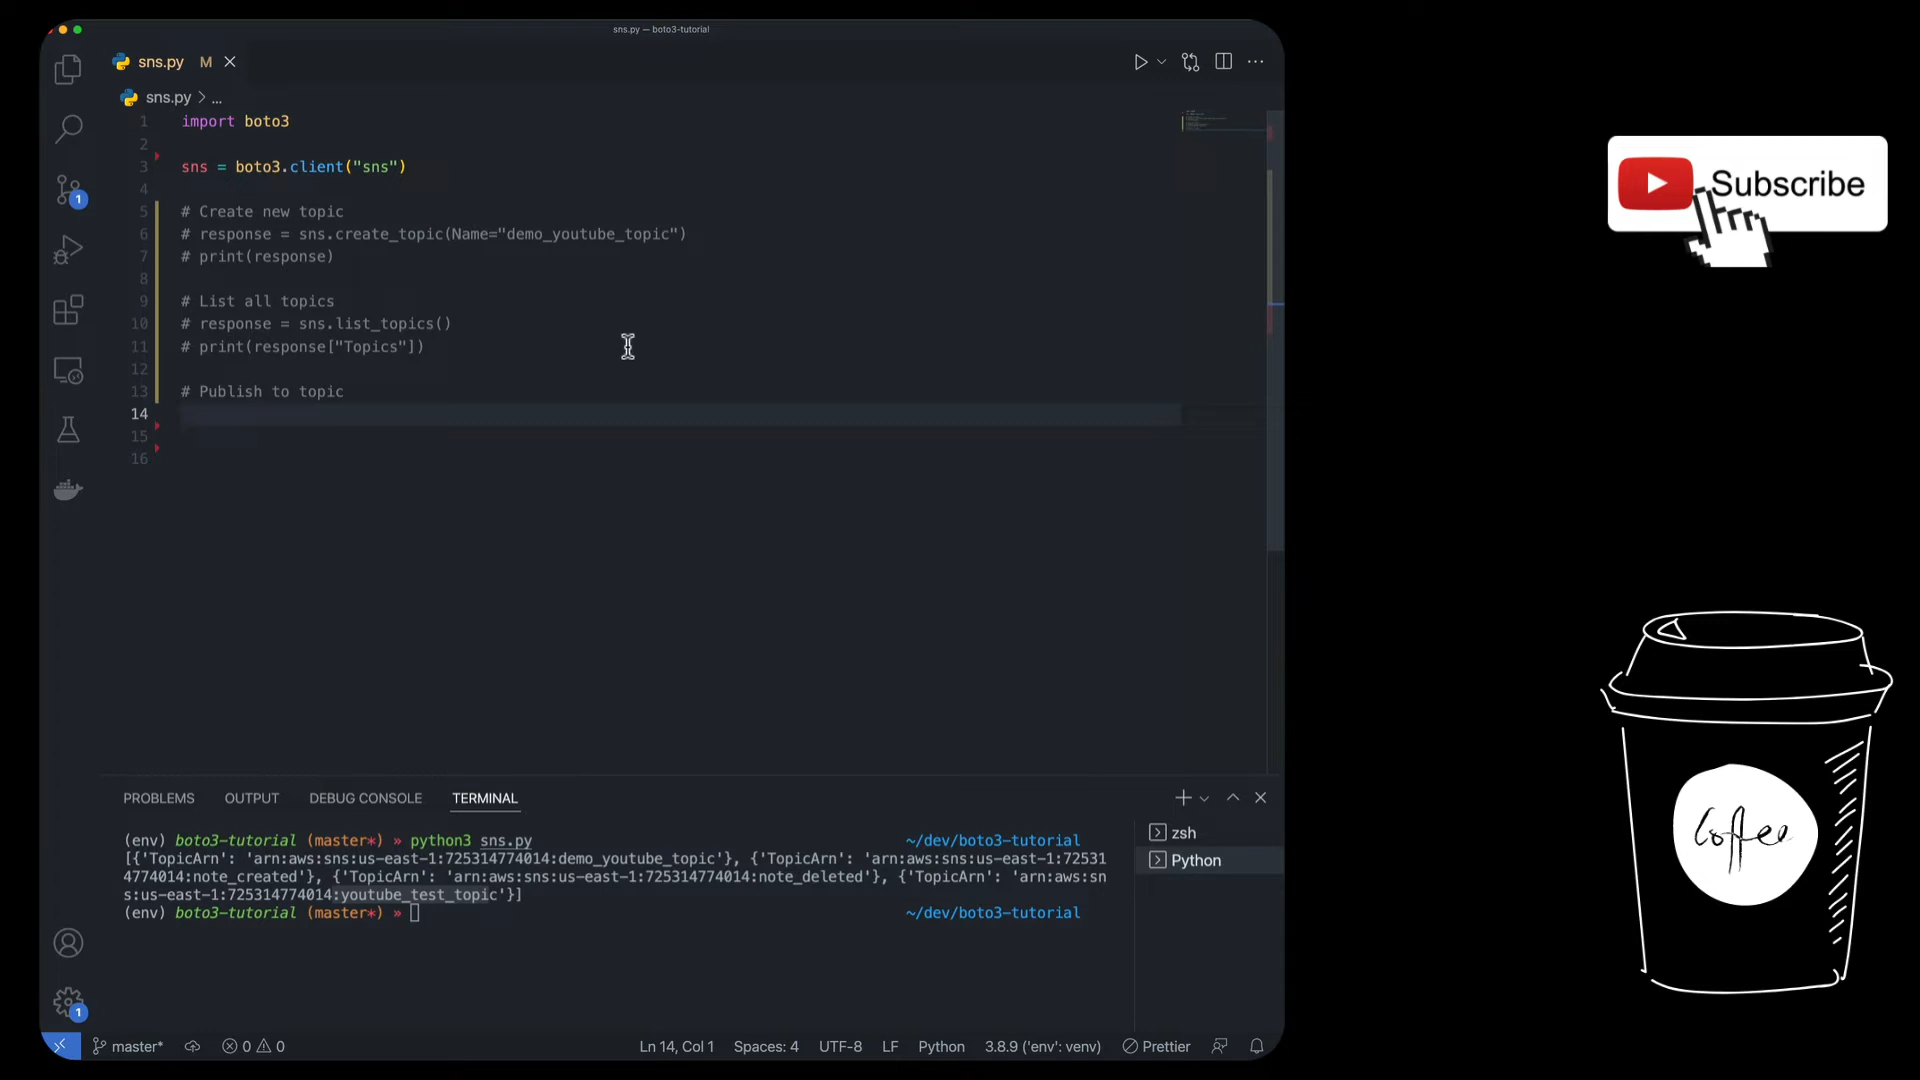 sns.py — boto3-tutorial
sns.py M
sns.py > ...
1 import boto3
2
3 sns = boto3.client("sns")
4
5 # Create new topic
6 # response = sns.create_topic(Name="demo_youtube_topic")
7 # print(response)
8
9 # List all topics
10 # response = sns.list_topics()
11 # print(response["Topics"])
12
13 # Publish to topic
14
15
16
1
PROBLEMS OUTPUT DEBUG CONSOLE TERMINAL
(env) boto3-tutorial (master*) » python3 sns.py ~/dev/boto3-tutorial
[{'TopicArn': 'arn:aws:sns:us-east-1:725314774014:demo_youtube_topic'}, {'TopicArn': 'arn:aws:sns:us-east-1:72531
4774014:note_created'}, {'TopicArn': 'arn:aws:sns:us-east-1:725314774014:note_deleted'}, {'TopicArn': 'arn:aws:sn
s:us-east-1:725314774014:youtube_test_topic'}]
(env) boto3-tutorial (master*) » ~/dev/boto3-tutorial
zsh
Python
1
master* 0 0 Ln 14, Col 1 Spaces: 4 UTF-8 LF Python 3.8.9 ('env': venv) Prettier
Subscribe
Coffee